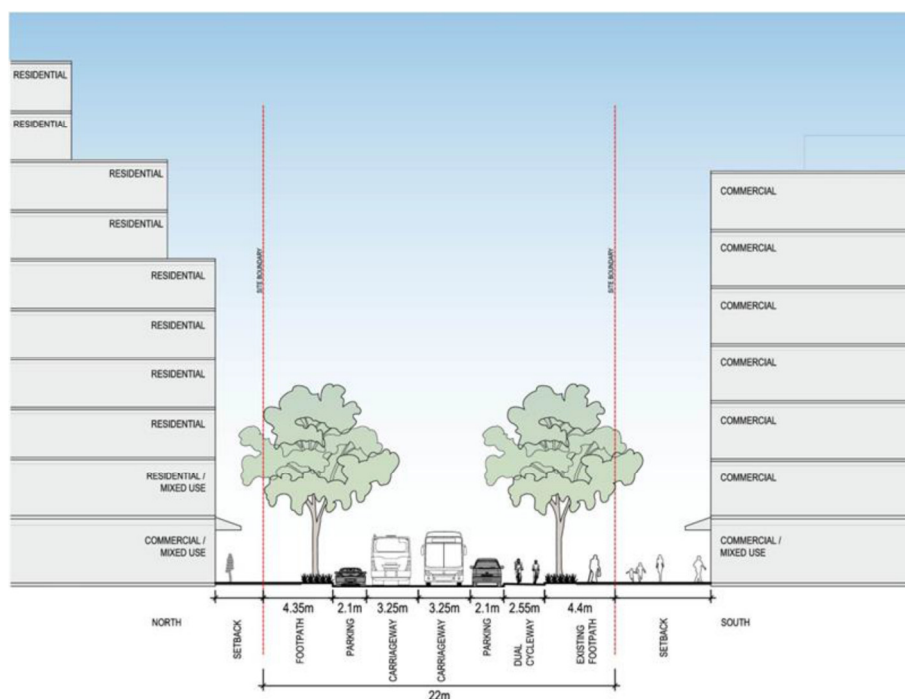 RESIDENTIAL
RESIDENTIAL
RESIDENTIAL
RESIDENTIAL
RESIDENTIAL
RESIDENTIAL
RESIDENTIAL
RESIDENTIAL
RESIDENTIAL /
MIXED USE
COMMERCIAL /
MIXED USE
SITE BOUNDARY
SITE BOUNDARY
COMMERCIAL
COMMERCIAL
COMMERCIAL
COMMERCIAL
COMMERCIAL
COMMERCIAL
COMMERCIAL /
MIXED USE
4.35m
2.1m
3.25m
3.25m
2.1m
2.55m
4.4m
NORTH
SETBACK
FOOTPATH
PARKING
CARRIAGEWAY
CARRIAGEWAY
PARKING
DUAL
CYCLEWAY
EXISTING
FOOTPATH
SETBACK
SOUTH
22m